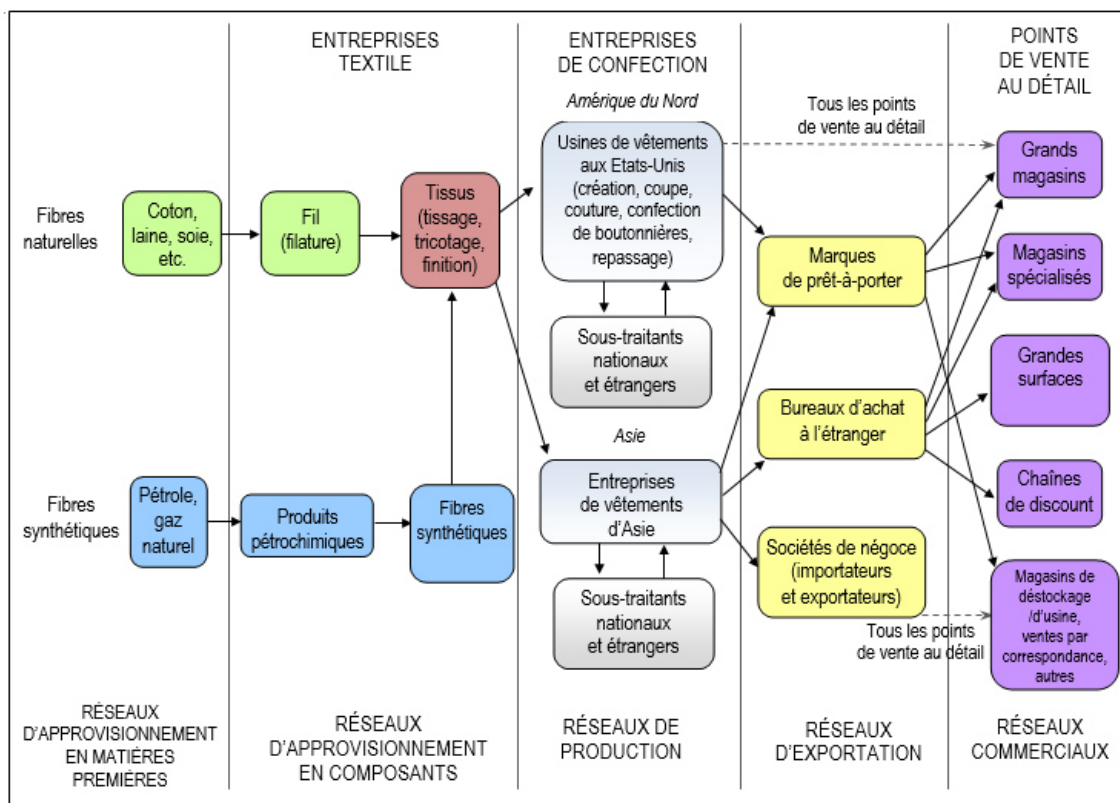 ENTREPRISES
TEXTILE
ENTREPRISES
DE CONFECTION
POINTS
DE VENTE
AU DÉTAIL
Amérique du Nord
Tous les points
de vente au détail
Fibres
naturelles
Coton,
laine, soie,
etc.
Fil
(filature)
Tissus
(tissage,
tricotage,
finition)
Usines de vêtements
aux Etats-Unis
(création, coupe,
couture, confection
de boutonnières,
repassage)
Sous-traitants
nationaux
et étrangers
Marques
de prêt-à-porter
Grands
magasins
Magasins
spécialisés
Grandes
surfaces
Bureaux d'achat
à l'étranger
Asie
Fibres
synthétiques
Pétrole,
gaz
naturel
Produits
pétrochimiques
Fibres
synthétiques
Entreprises
de vêtements
d'Asie
Sous-traitants
nationaux
et étrangers
Sociétés de négoce
(importateurs
et exportateurs)
Chaînes
de discount
Tous les points
de vente au détail
Magasins de
déstockage
/d'usine,
ventes par
correspondance,
autres
RÉSEAUX
D'APPROVISIONNEMENT
EN MATIÈRES
PREMIÈRES
RÉSEAUX
D'APPROVISIONNEMENT
EN COMPOSANTS
RÉSEAUX DE
PRODUCTION
RÉSEAUX
D'EXPORTATION
RÉSEAUX
COMMERCIAUX